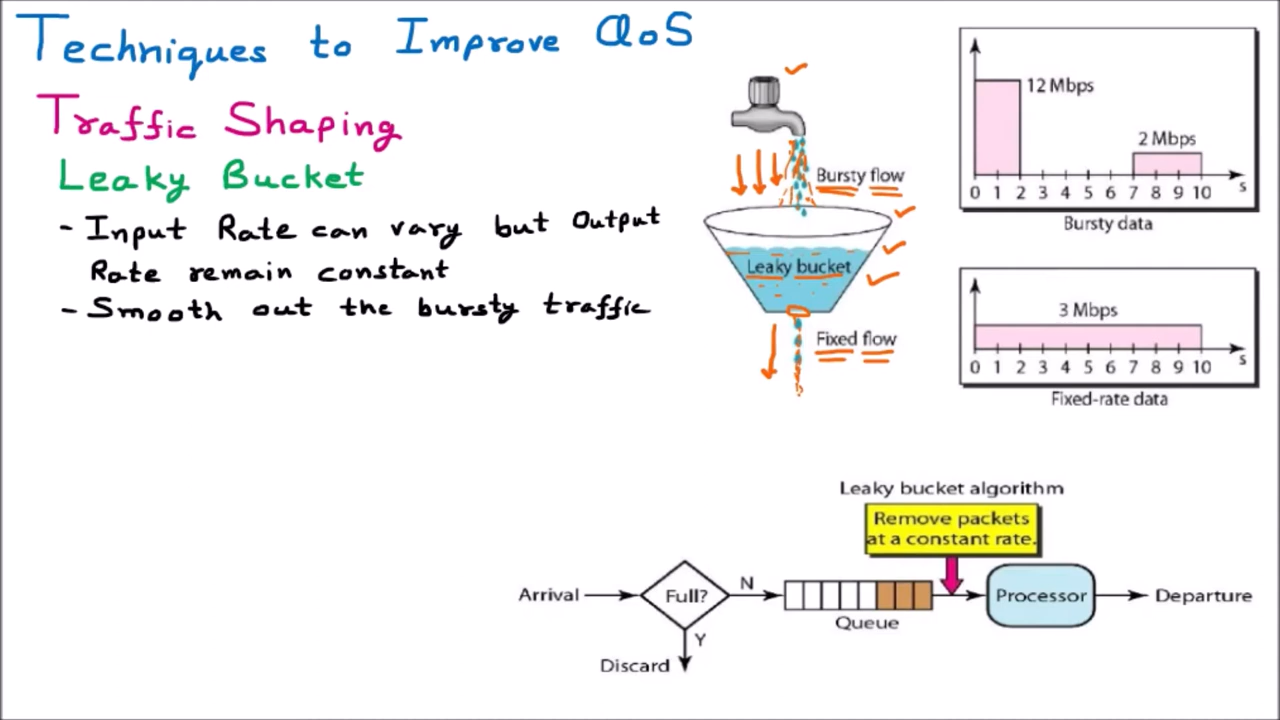 Techniques to Improve QoS
Traffic Shaping
Leaky Bucket
- Input Rate can vary but Output
Rate remain constant
- Smooth out the bursty traffic
Bursty flow
Leaky bucket
Fixed flow
12 Mbps
2 Mbps
0 1 2 3 4 5 6 7 8 9 10 s
Bursty data
3 Mbps
0 1 2 3 4 5 6 7 8 9 10 s
Fixed-rate data
Leaky bucket algorithm
Remove packets
at a constant rate.
Arrival Full? N Processor Departure
Queue
Y
Discard